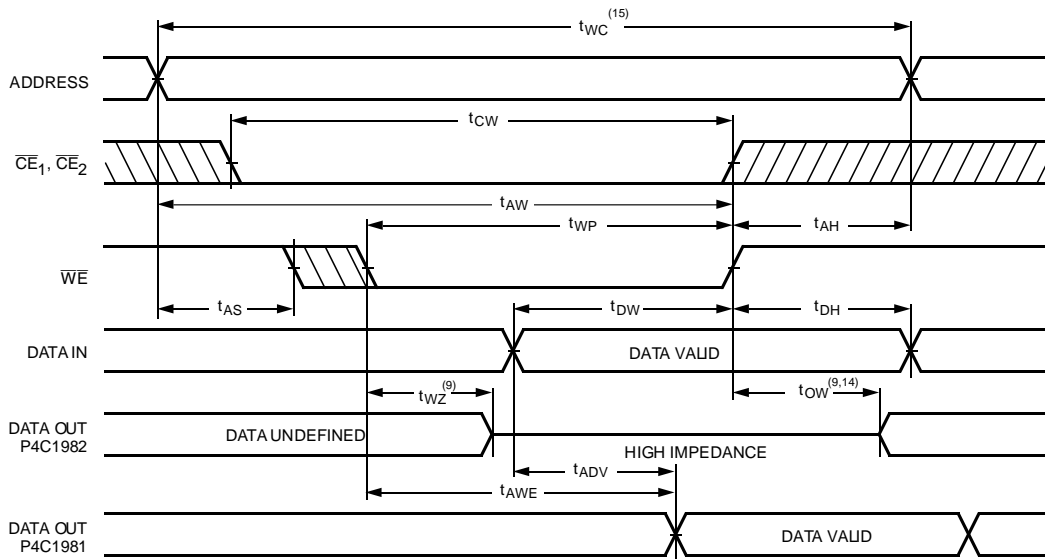 tWC(15)
ADDRESS
tCW
CE1, CE2
tAW
tWP
tAH
WE
tAS
tDW
tDH
DATA IN
DATA VALID
tWZ(9)
tOW(9,14)
DATA OUT
P4C1982
DATA UNDEFINED
HIGH IMPEDANCE
tADV
tAWE
DATA OUT
P4C1981
DATA VALID